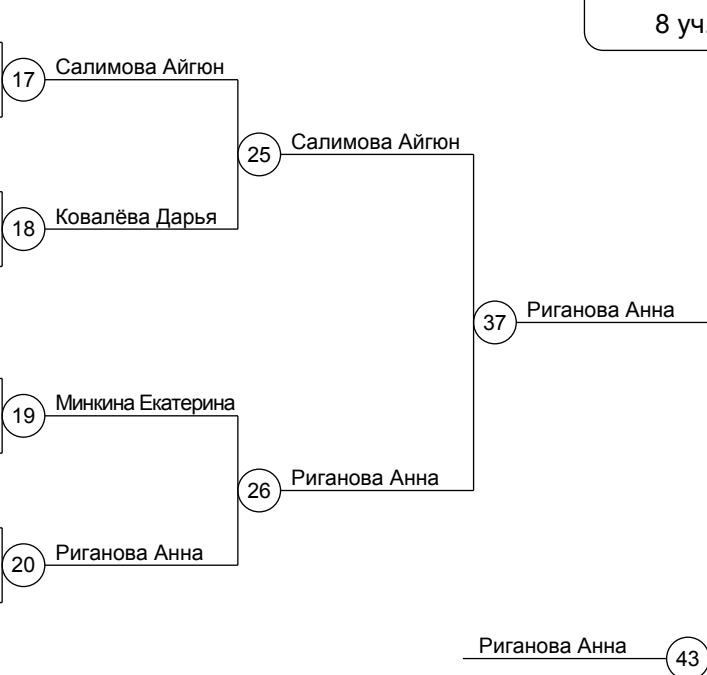 8 уч.
17 Салимова Айгюн
25 Салимова Айгюн
18 Ковалёва Дарья
37 Риганова Анна
19 Минкина Екатерина
26 Риганова Анна
20 Риганова Анна
Риганова Анна 43